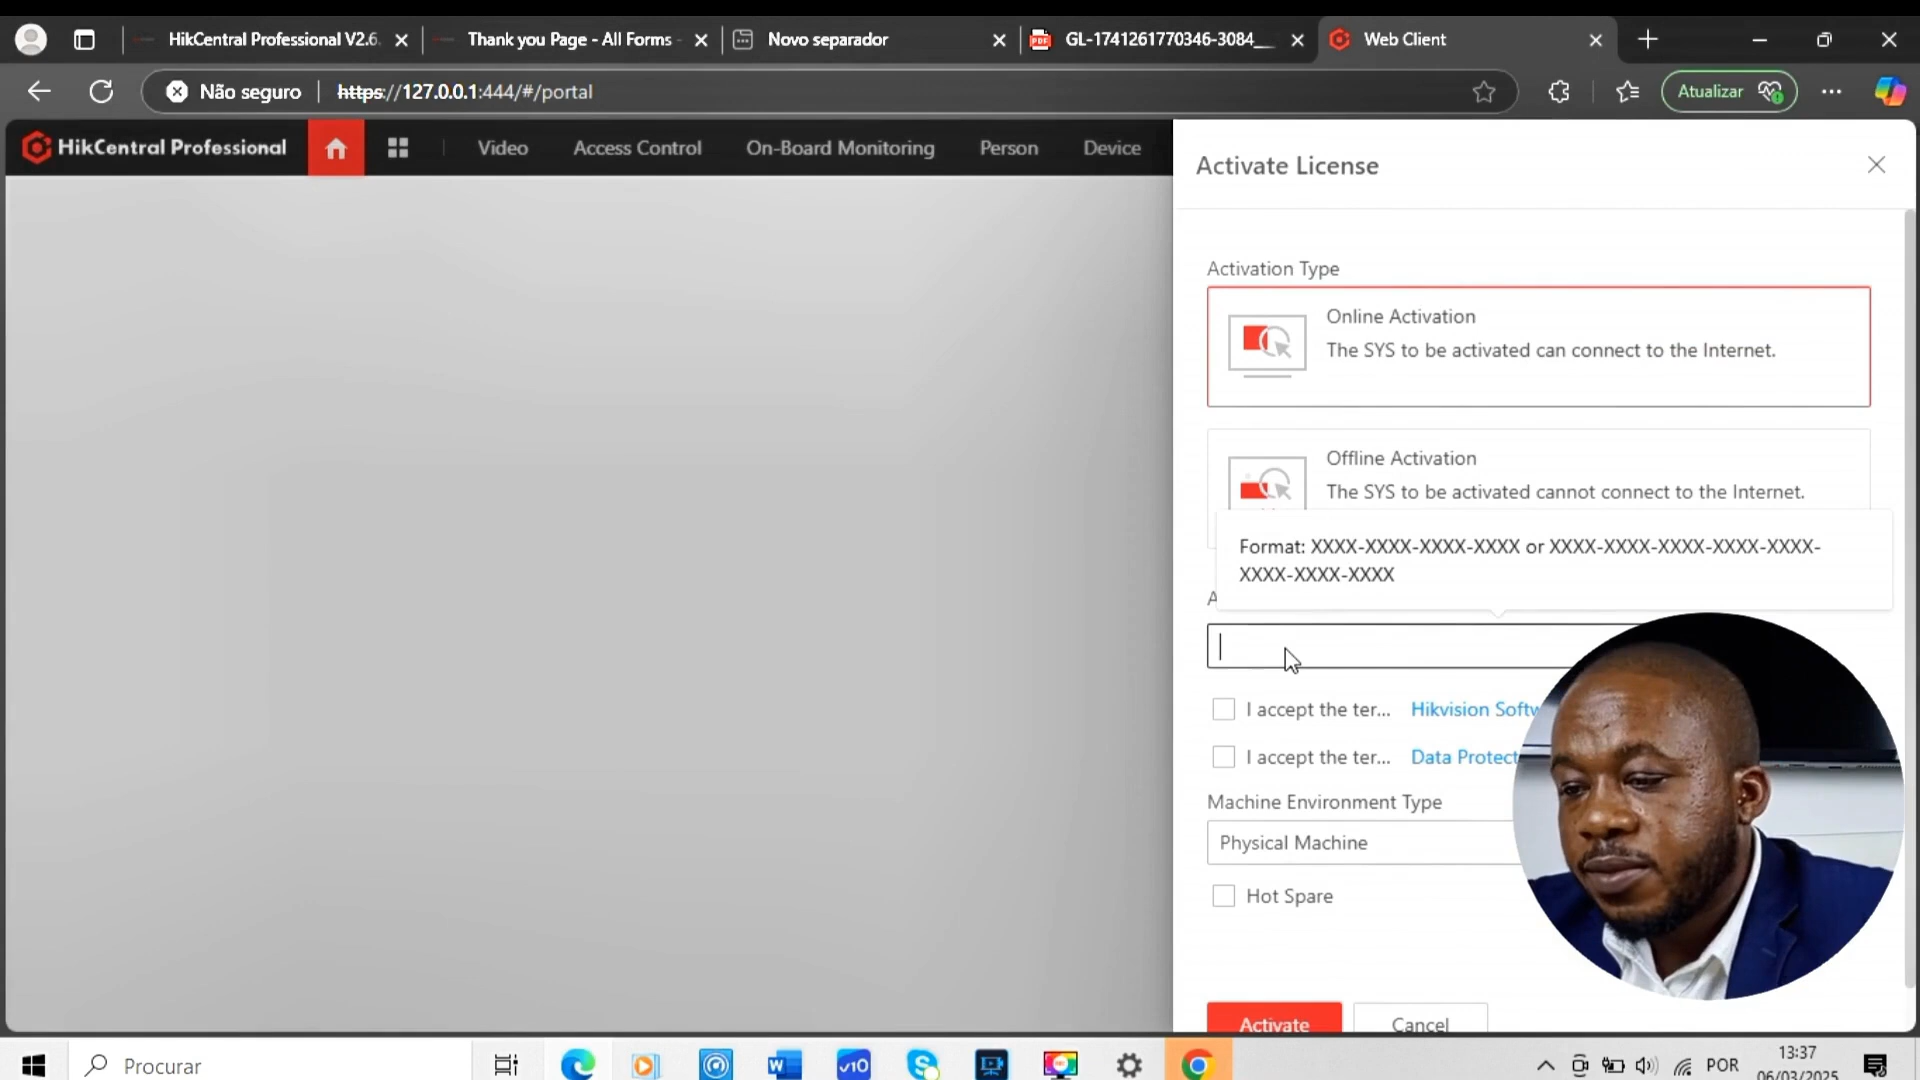 HikCentral Professional V2.6.
Thank you Page - All Forms -
Novo separador
GL-1741261770346-3084__
Web Client
Não seguro
https://127.0.0.1:444/#/portal
Atualizar
HikCentral Professional
Video
Access Control
On-Board Monitoring
Person
Device
Activate License
Activation Type
Online Activation
The SYS to be activated can connect to the Internet.
Offline Activation
The SYS to be activated cannot connect to the Internet.
Format: XXXX-XXXX-XXXX-XXXX or XXXX-XXXX-XXXX-XXXX-XXXX-
XXXX-XXXX-XXXX
A
I accept the ter... Hikvision Softw
I accept the ter... Data Protect
Machine Environment Type
Physical Machine
Hot Spare
Activate
Cancel
Procurar
POR
13:37
06/03/2025